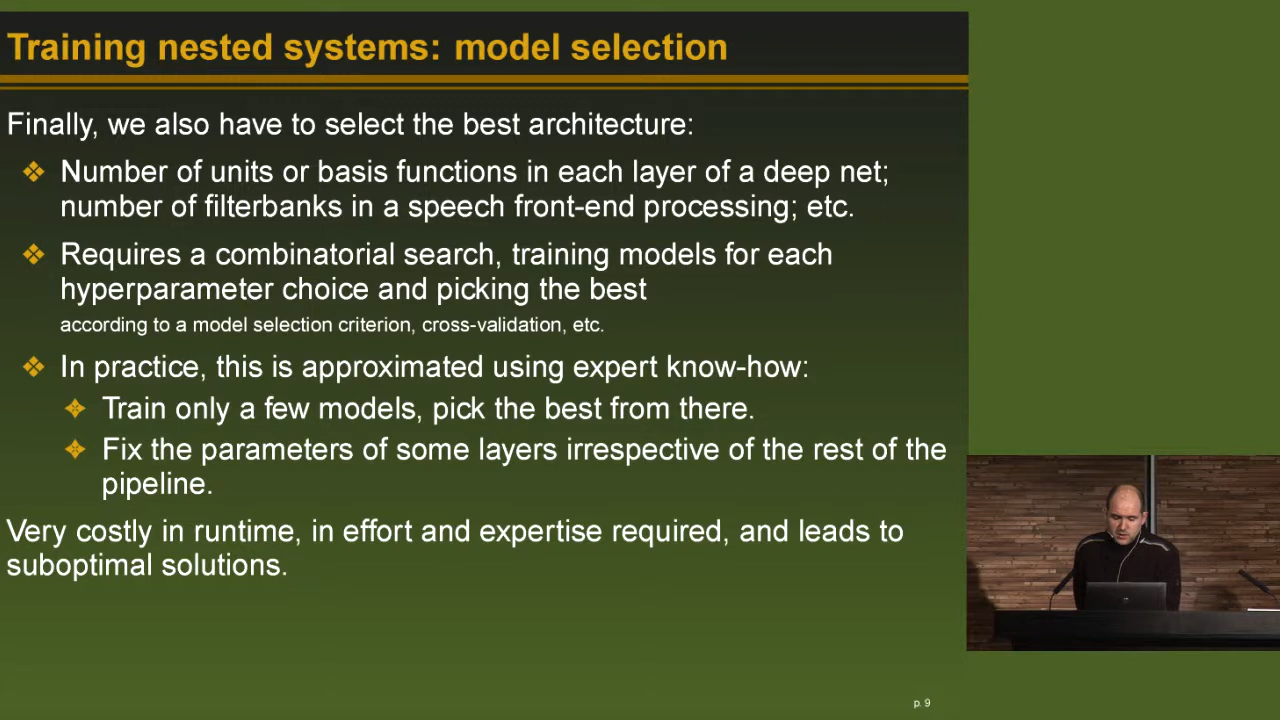 Training nested systems: model selection
Finally, we also have to select the best architecture:
Number of units or basis functions in each layer of a deep net;
number of filterbanks in a speech front-end processing; etc.
Requires a combinatorial search, training models for each
hyperparameter choice and picking the best
according to a model selection criterion, cross-validation, etc.
In practice, this is approximated using expert know-how:
Train only a few models, pick the best from there.
Fix the parameters of some layers irrespective of the rest of the
pipeline.
Very costly in runtime, in effort and expertise required, and leads to
suboptimal solutions.
p. 9